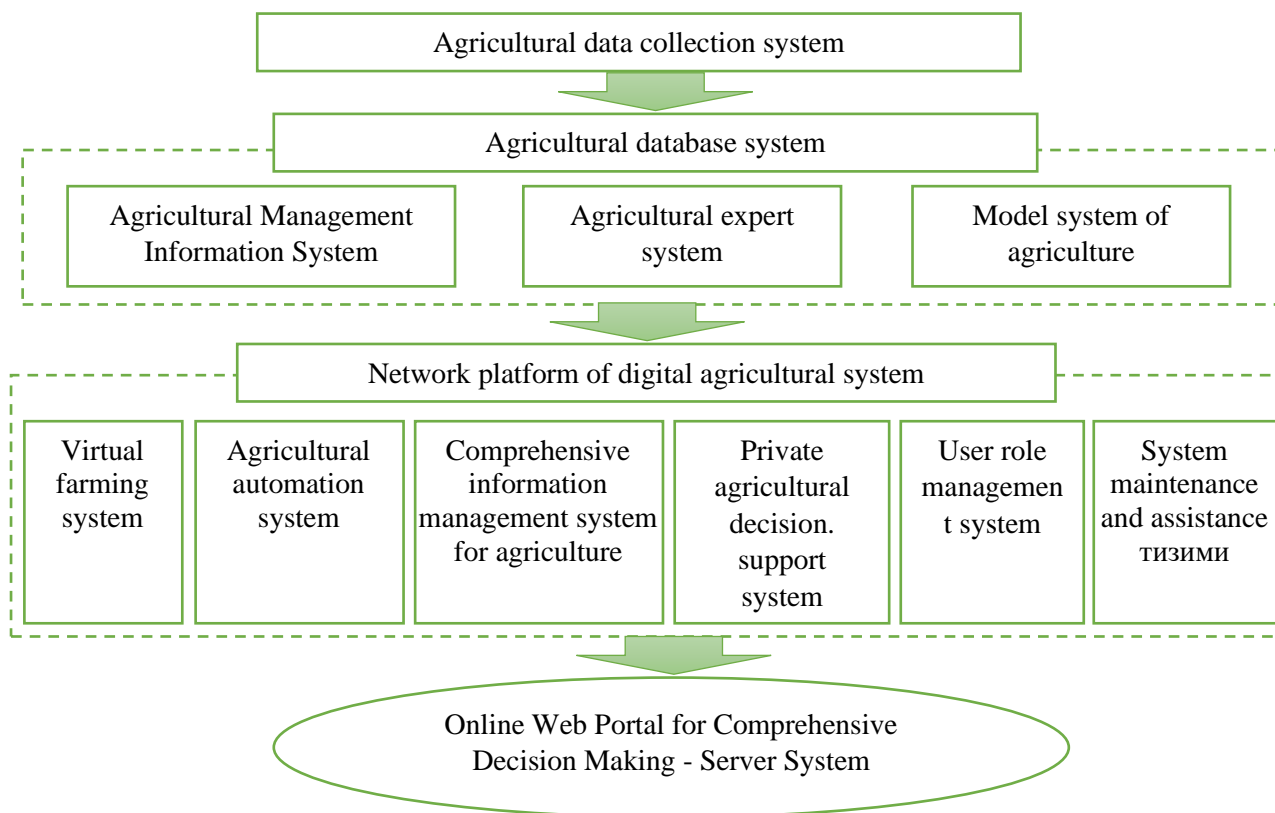 Agricultural data collection system
Agricultural database system
Agricultural Management
Information System
Agricultural expert
system
Model system of
agriculture
Network platform of digital agricultural system
Virtual
farming
system
Agricultural
automation
system
Comprehensive
information
management system
for agriculture
Private
agricultural
decision.
support
system
User role
managemen
t system
System
maintenance
and assistance
тизими
Online Web Portal for Comprehensive
Decision Making - Server System